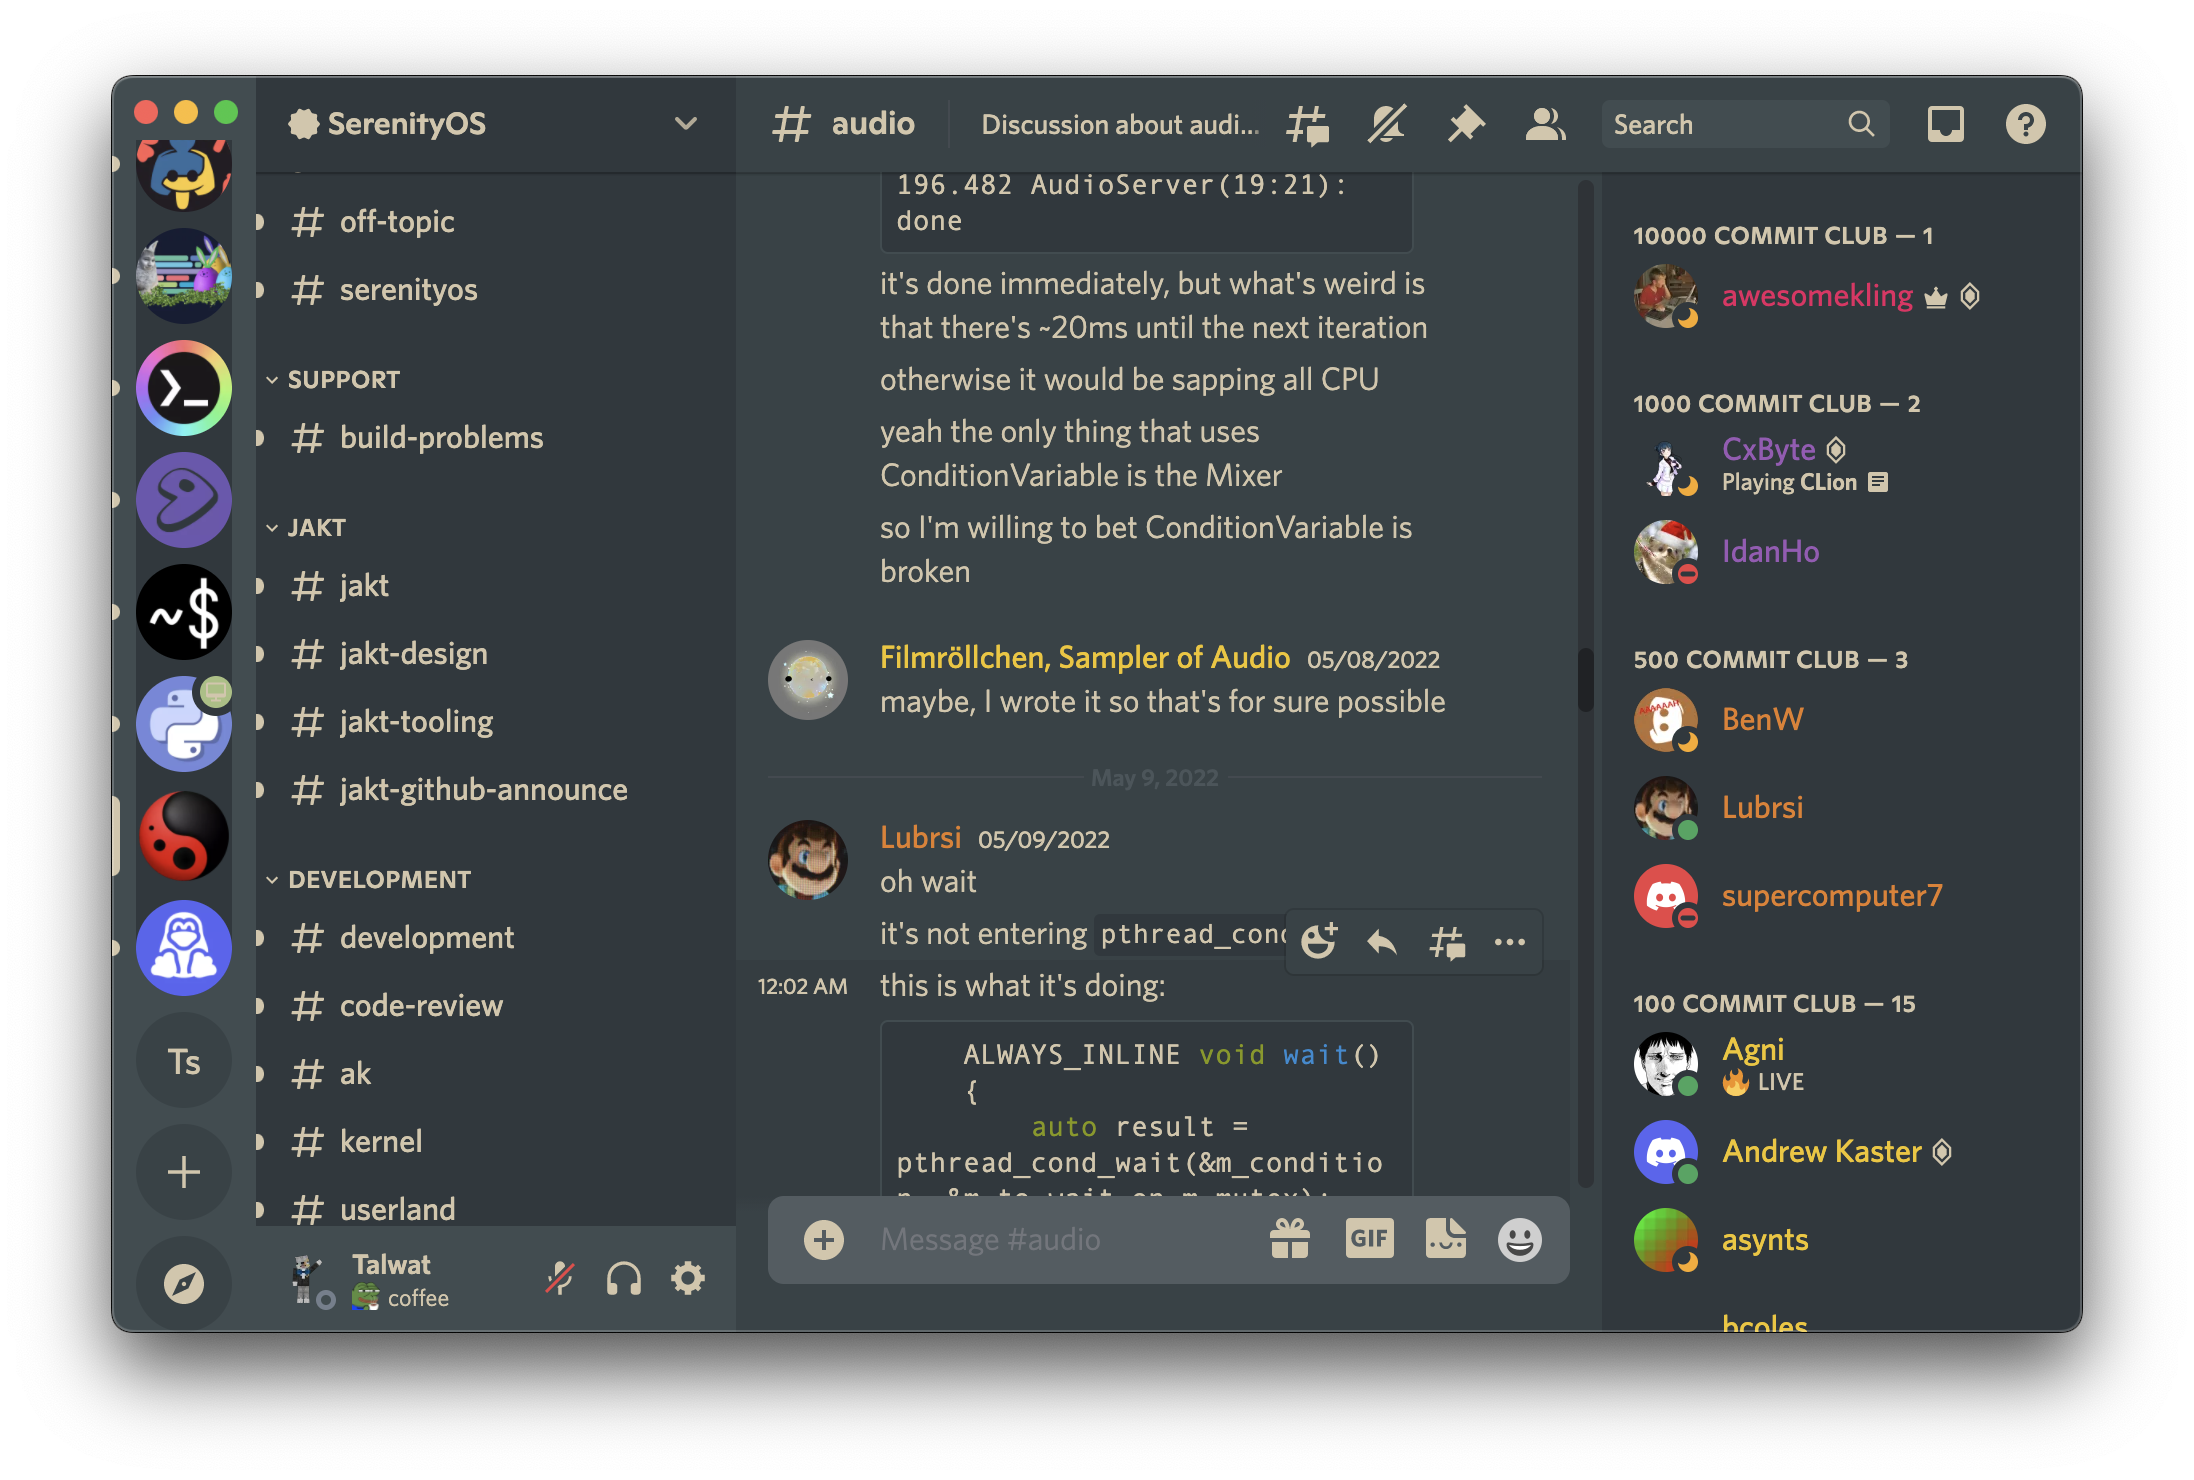 SerenityOS
off-topic
serenityos
SUPPORT
build-problems
JAKT
jakt
jakt-design
jakt-tooling
jakt-github-announce
DEVELOPMENT
development
code-review
ak
kernel
userland
~$
Ts
Talwat
coffee
audio
Discussion about audi...
Search
196.482 AudioServer(19:21):
done
it's done immediately, but what's weird is
that there's ~20ms until the next iteration
otherwise it would be sapping all CPU
yeah the only thing that uses
ConditionVariable is the Mixer
so I'm willing to bet ConditionVariable is
broken
Filmröllchen, Sampler of Audio 05/08/2022
maybe, I wrote it so that's for sure possible
May 9, 2022
Lubrsi 05/09/2022
oh wait
it's not entering pthread_cond
12:02 AM this is what it's doing:
ALWAYS_INLINE void wait()
{
auto result =
pthread_cond_wait(&m_conditio
n, &m_to_wait_on.m_mutex);
Message #audio
GIF
10000 COMMIT CLUB — 1
awesomekling
1000 COMMIT CLUB — 2
CxByte
Playing CLion
IdanHo
500 COMMIT CLUB — 3
BenW
Lubrsi
supercomputer7
100 COMMIT CLUB — 15
Agni
🔥 LIVE
Andrew Kaster
asynts
bcoles